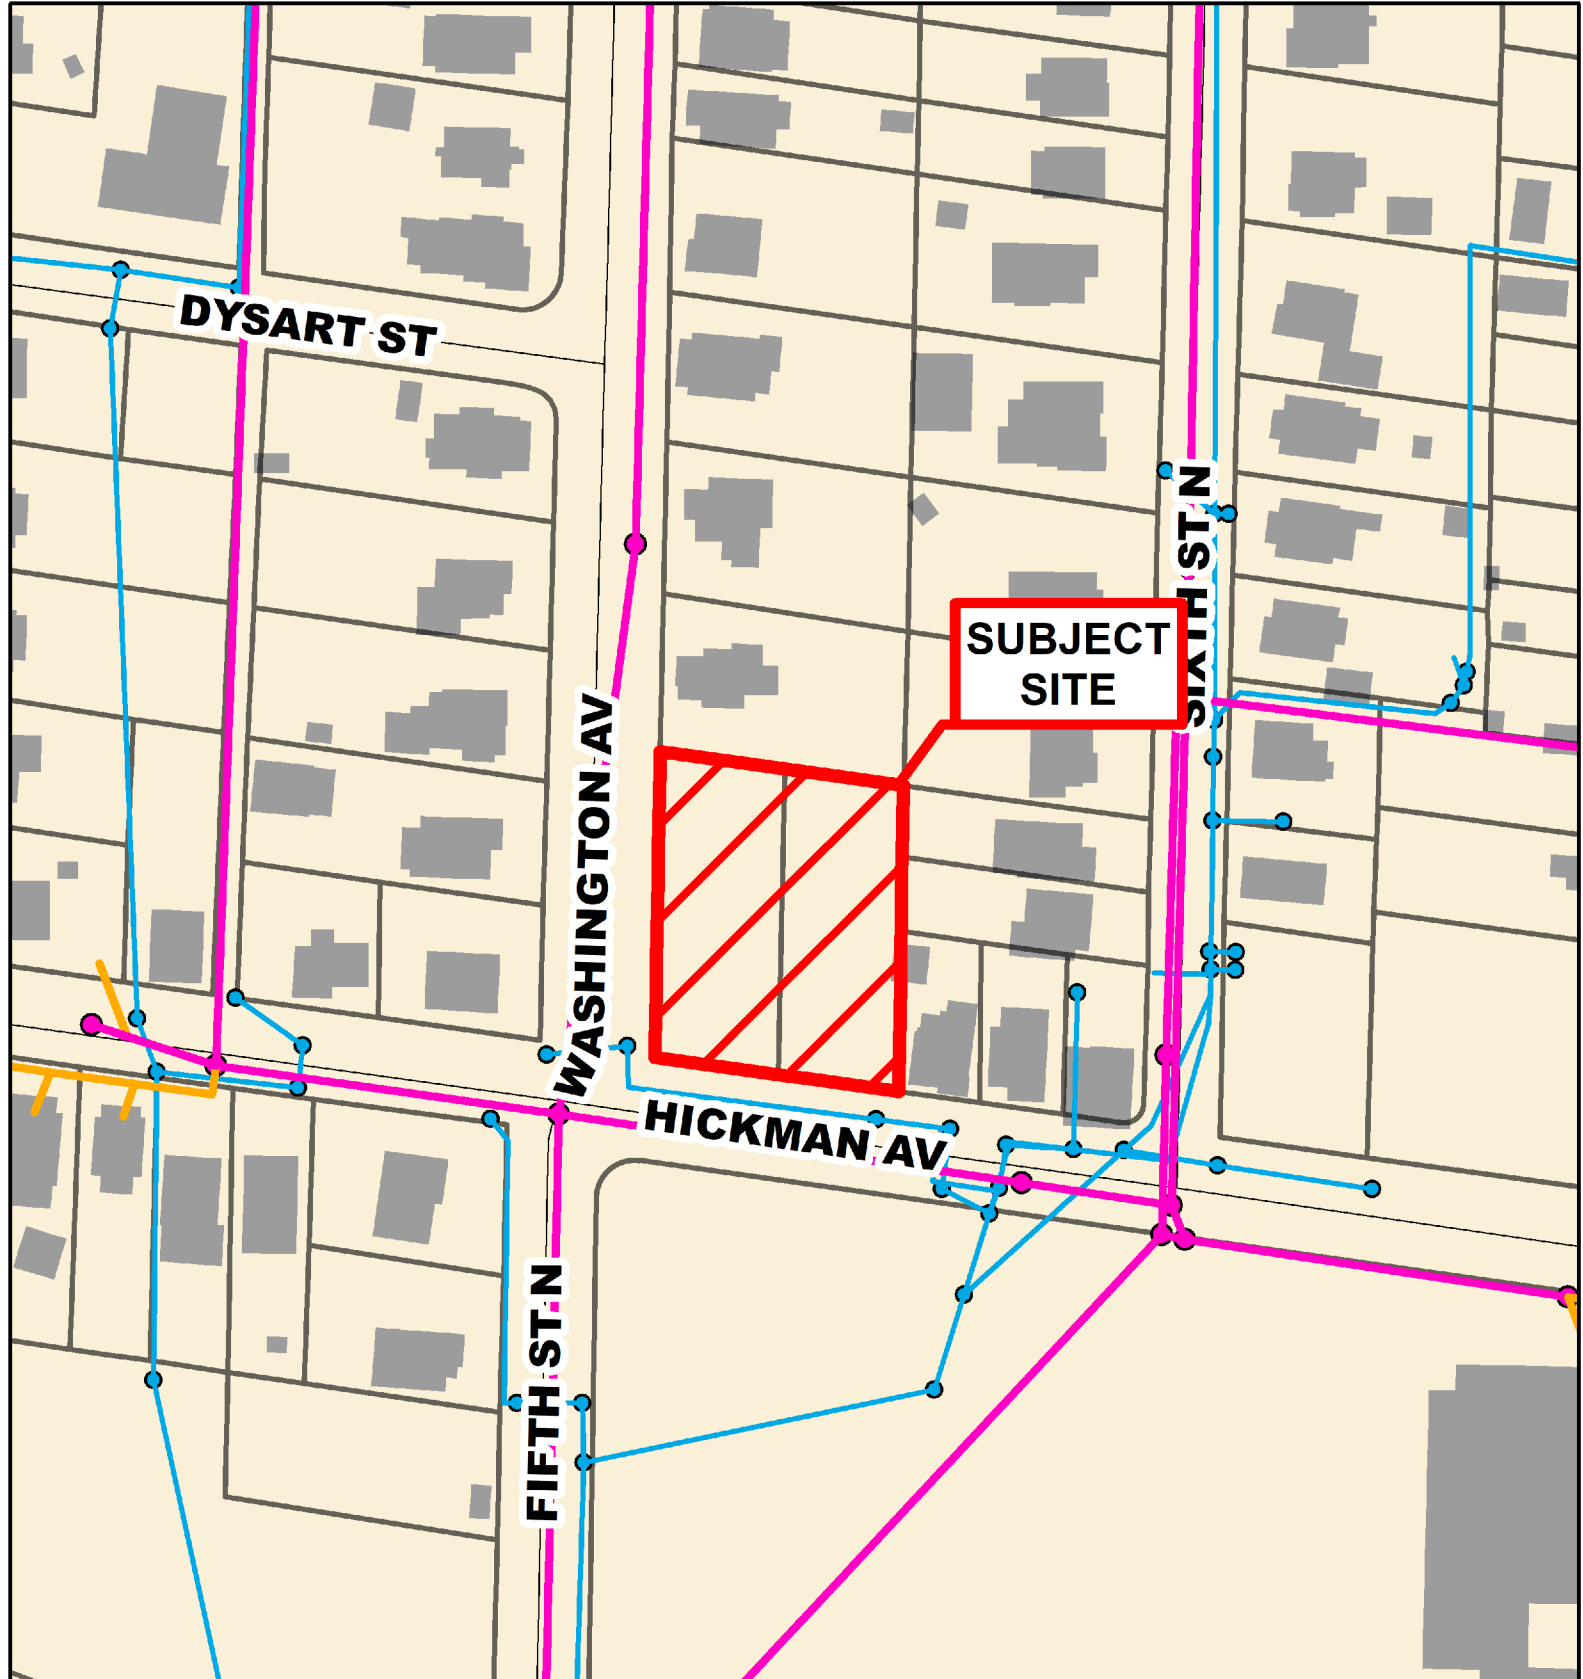 DYSART ST
SIXTH ST N
SUBJECT
SITE
WASHINGTON AV
HICKMAN AV
FIFTH ST N